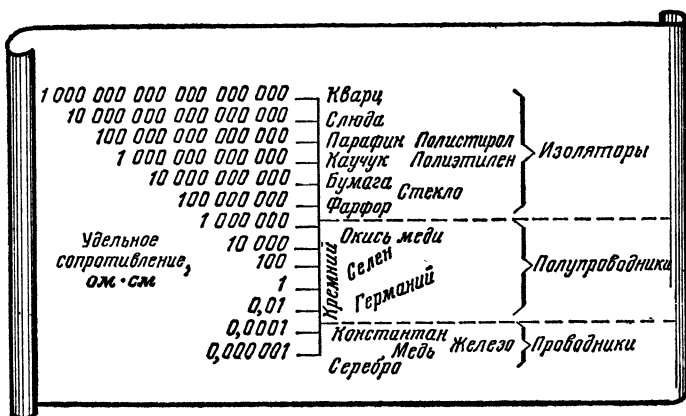 1 000 000 000 000 000 000 Кварц
10 000 000 000 000 000 Слюда
100 000 000 000 000 Парафин Полистирол
1 000 000 000 000 Каучук Полиэтилен
Изоляторы
10 000 000 000 Бумага
100 000 000 Фарфор Стекло
1 000 000
Удельное
сопротивление,
ом·см
10 000 Окись меди
100 Селен
Кремний
Полупроводники
1 Германий
0,01
0,0001 Константан
Медь Железо Проводники
0,000001
Серебро